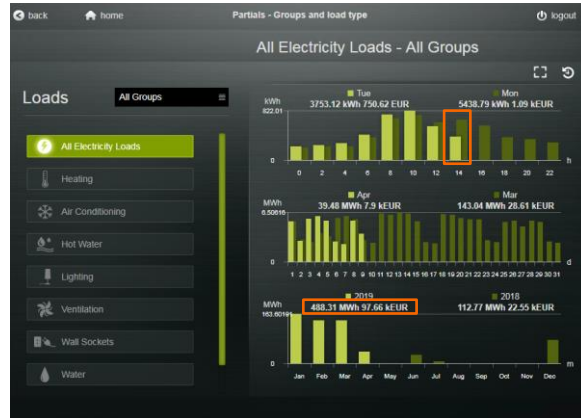 back home Partials - Groups and load type logout
All Electricity Loads - All Groups
Loads All Groups
All Electricity Loads
Heating
Air Conditioning
Hot Water
Lighting
Ventilation
Wall Sockets
Water
Tue Mon
kWh 3753.12 kWh 750.62 EUR 5438.79 kWh 1.09 kEUR
822.01
0
0 2 4 6 8 10 12 14 16 18 20 22 h
Apr Mar
MWh 39.48 MWh 7.9 kEUR 143.04 MWh 28.61 kEUR
6.50615
0
1 2 3 4 5 6 7 8 9 10 11 12 13 14 15 16 17 18 19 20 21 22 23 24 25 26 27 28 29 30 31 d
2019 2018
MWh 488.31 MWh 97.66 kEUR 112.77 MWh 22.55 kEUR
163.60191
0
Jan Feb Mar Apr May Jun Jul Aug Sep Oct Nov Dec m